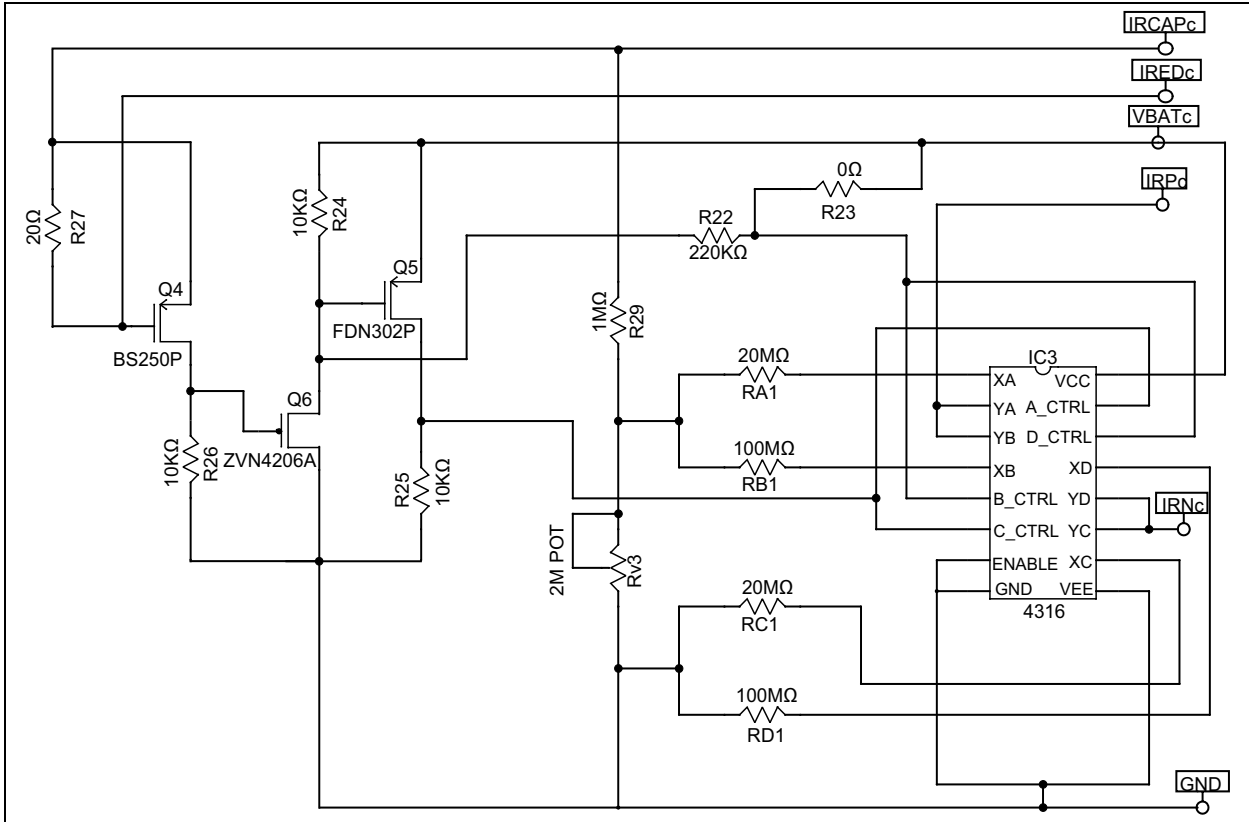 IRCAPc
IREDc
VBATc
IRPc
0Ω
R23
R22
220KΩ
10KΩ
R24
20Ω
R27
Q4
BS250P
Q5
FDN302P
1MΩ
R29
Q6
ZVN4206A
10KΩ
R26
R25
10KΩ
20MΩ
RA1
100MΩ
RB1
2M POT
Rv3
20MΩ
RC1
100MΩ
RD1
IC3
XA
VCC
YA
A_CTRL
YB
D_CTRL
XB
XD
B_CTRL
YD
C_CTRL
YC
ENABLE
XC
GND
VEE
4316
IRNc
GND